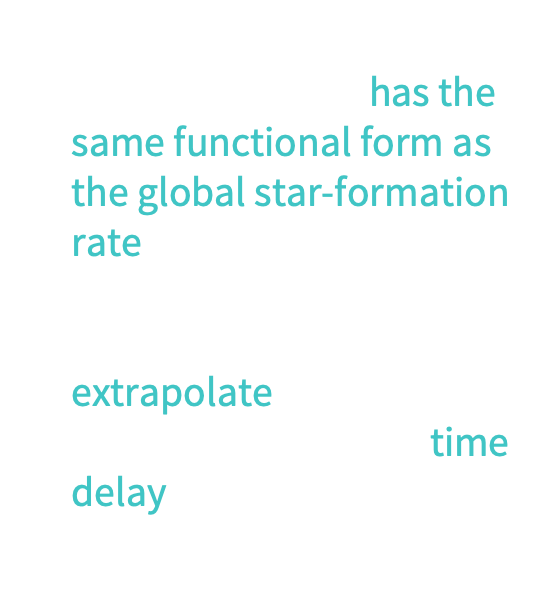 has the
same functional form as
the global star-formation
rate
extrapolate
time
delay